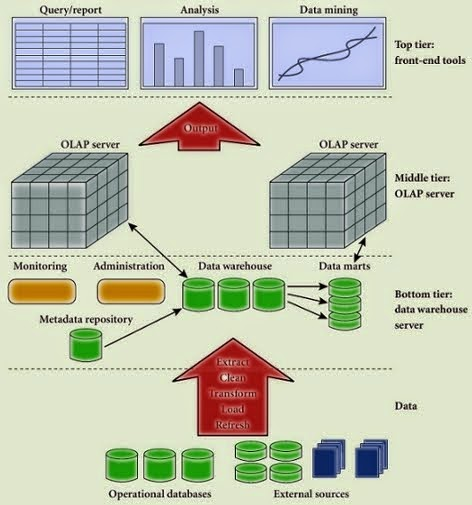 Query/report
Analysis
Data mining
Top tier:
front-end tools
Output
OLAP server
OLAP server
Middle tier:
OLAP server
Monitoring
Administration
Data warehouse
Data marts
Metadata repository
Bottom tier:
data warehouse
server
Extract
Clean
Transform
Load
Refresh
Data
Operational databases
External sources